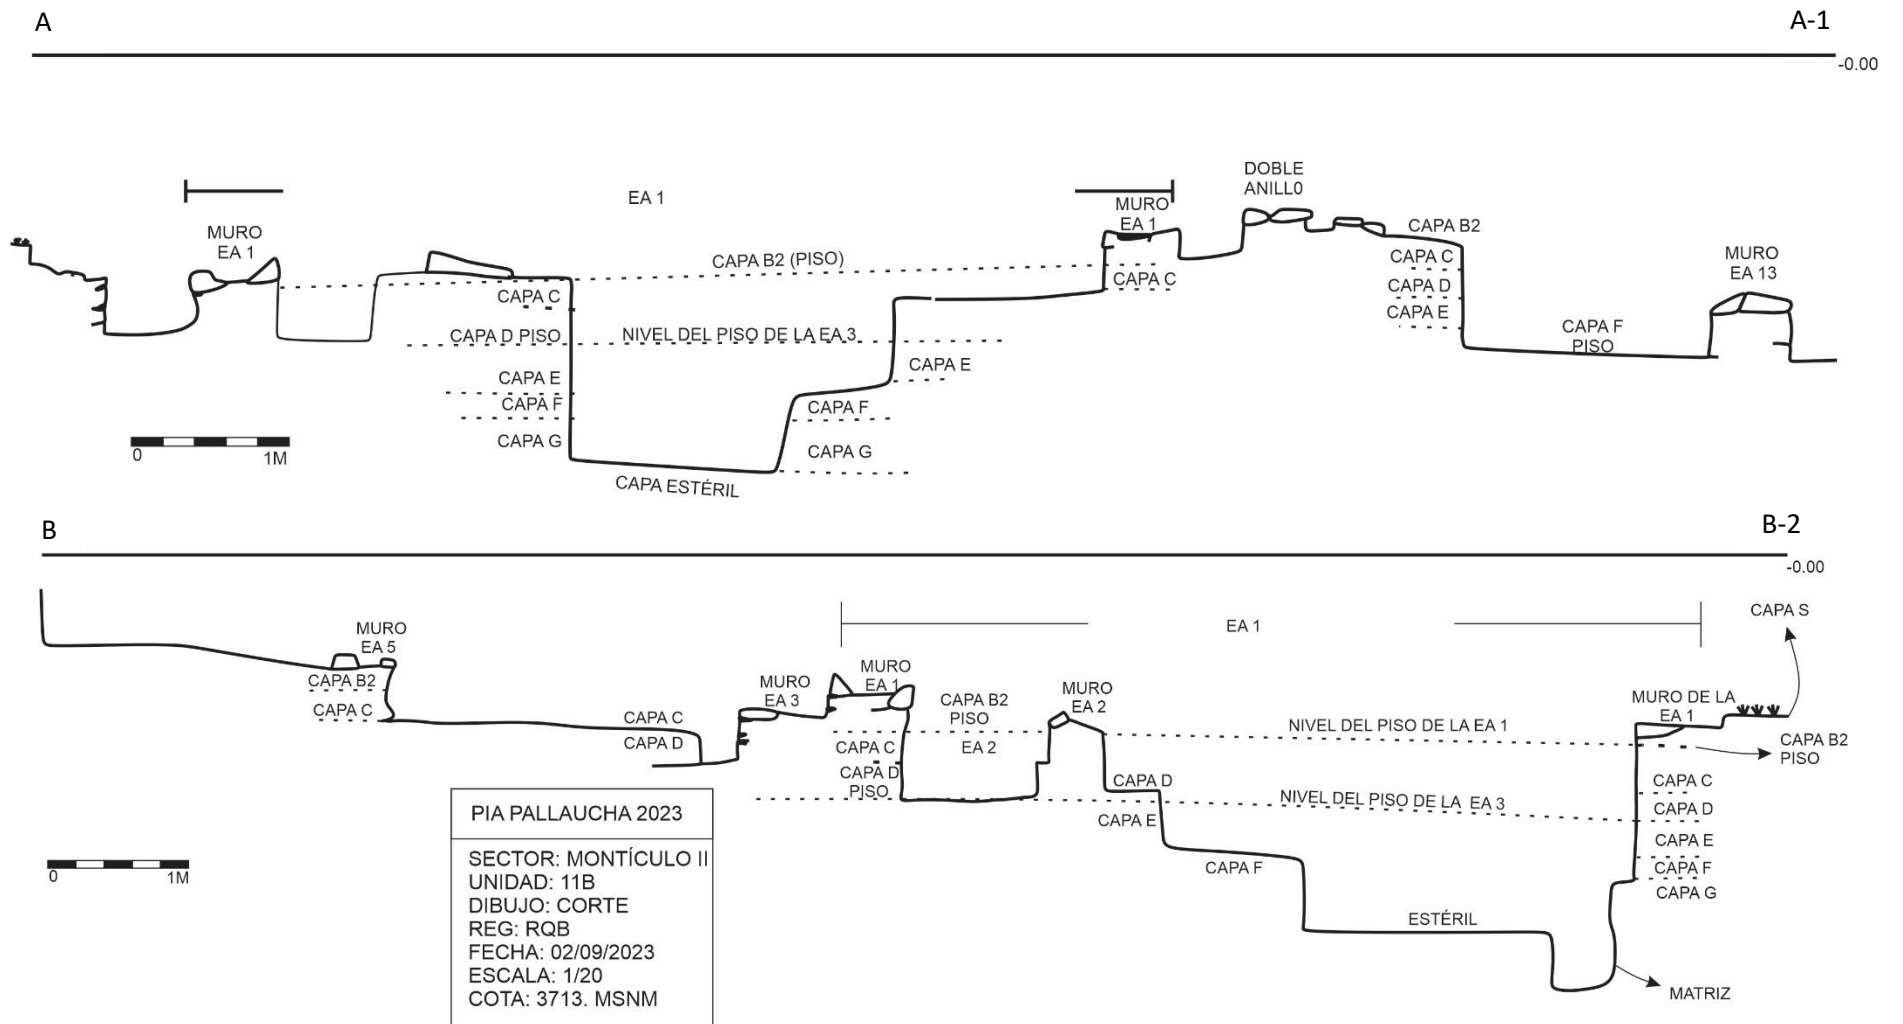 A
A-1
-0.00
DOBLE
ANILL0
EA 1
MURO
EA 1
MURO
EA 1
CAPA B2
CAPA B2 (PISO)
CAPA C
MURO
EA 13
CAPA C
CAPA C
CAPA D
CAPA E
CAPA D PISO
NIVEL DEL PISO DE LA EA 3
CAPA F
PISO
CAPA E
CAPA E
CAPA F
CAPA F
CAPA G
CAPA G
0
1M
CAPA ESTÉRIL
B
B-2
-0.00
CAPA S
EA 1
MURO
EA 5
CAPA B2
CAPA C
MURO
EA 3
MURO
EA 1
CAPA B2
PISO
EA 2
MURO
EA 2
MURO DE LA
EA 1
NIVEL DEL PISO DE LA EA 1
CAPA B2
PISO
CAPA C
CAPA D
CAPA C
CAPA D
PISO
CAPA D
CAPA E
NIVEL DEL PISO DE LA EA 3
CAPA C
CAPA D
CAPA E
CAPA F
CAPA G
CAPA F
ESTÉRIL
MATRIZ
0
1M
PIA PALLAUCHA 2023
SECTOR: MONTÍCULO II
UNIDAD: 11B
DIBUJO: CORTE
REG: RQB
FECHA: 02/09/2023
ESCALA: 1/20
COTA: 3713. MSNM